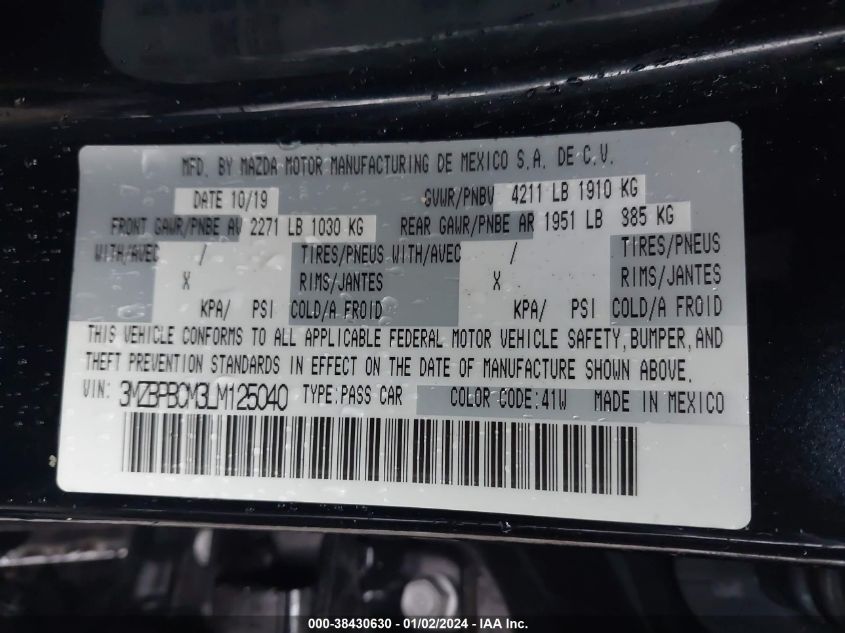 MFD. BY MAZDA MOTOR MANUFACTURING DE MEXICO S.A. DE C.V.
DATE 10/19 GVWR/PNBV 4211 LB 1910 KG
FRONT GAWR/PNBE AV 2271 LB 1030 KG REAR GAWR/PNBE AR 1951 LB 385 KG
WITH/AVEC / TIRES/PNEUS WITH/AVEC / TIRES/PNEUS
X RIMS/JANTES X RIMS/JANTES
KPA/ PSI COLD/A FROID KPA/ PSI COLD/A FROID
THIS VEHICLE CONFORMS TO ALL APPLICABLE FEDERAL MOTOR VEHICLE SAFETY, BUMPER, AND
THEFT PREVENTION STANDARDS IN EFFECT ON THE DATE OF MANUFACTURE SHOWN ABOVE.
VIN: 3MZBPBCM3LM125040 TYPE:PASS CAR COLOR CODE:41W MADE IN MEXICO
000-38430630 - 01/02/2024 - IAA Inc.